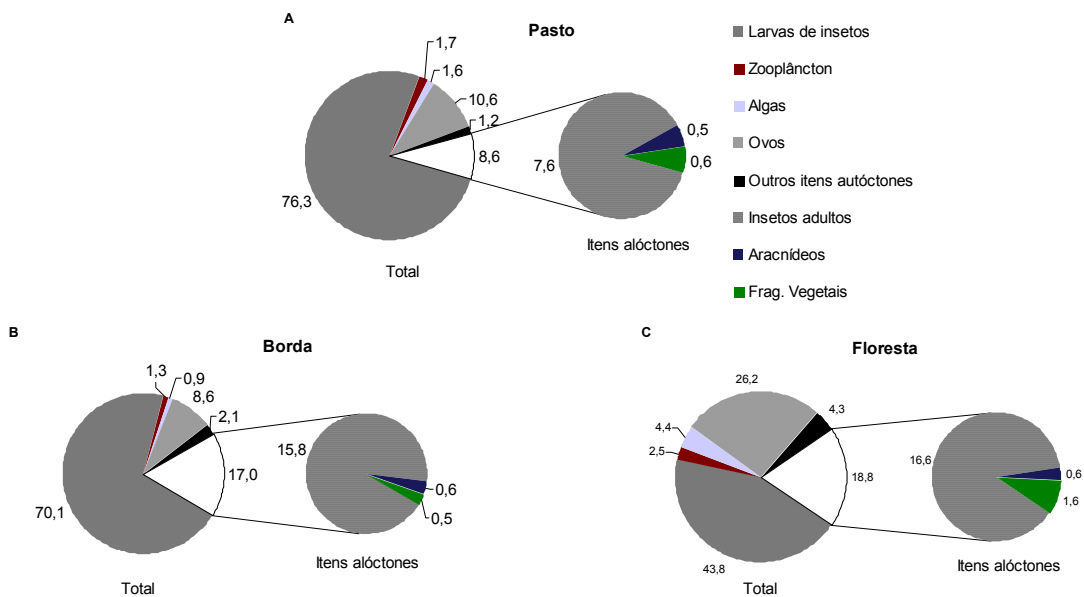 A
Pasto
1,7
1,6
10,6
1,2
8,6
76,3
Total
7,6
0,5
0,6
Itens alóctones
Larvas de insetos
Zooplâncton
Algas
Ovos
Outros itens autóctones
Insetos adultos
Aracnídeos
Frag. Vegetais
B
Borda
1,3
0,9
8,6
2,1
17,0
70,1
Total
15,8
0,6
0,5
Itens alóctones
C
Floresta
26,2
4,3
4,4
2,5
18,8
43,8
Total
16,6
0,6
1,6
Itens alóctones